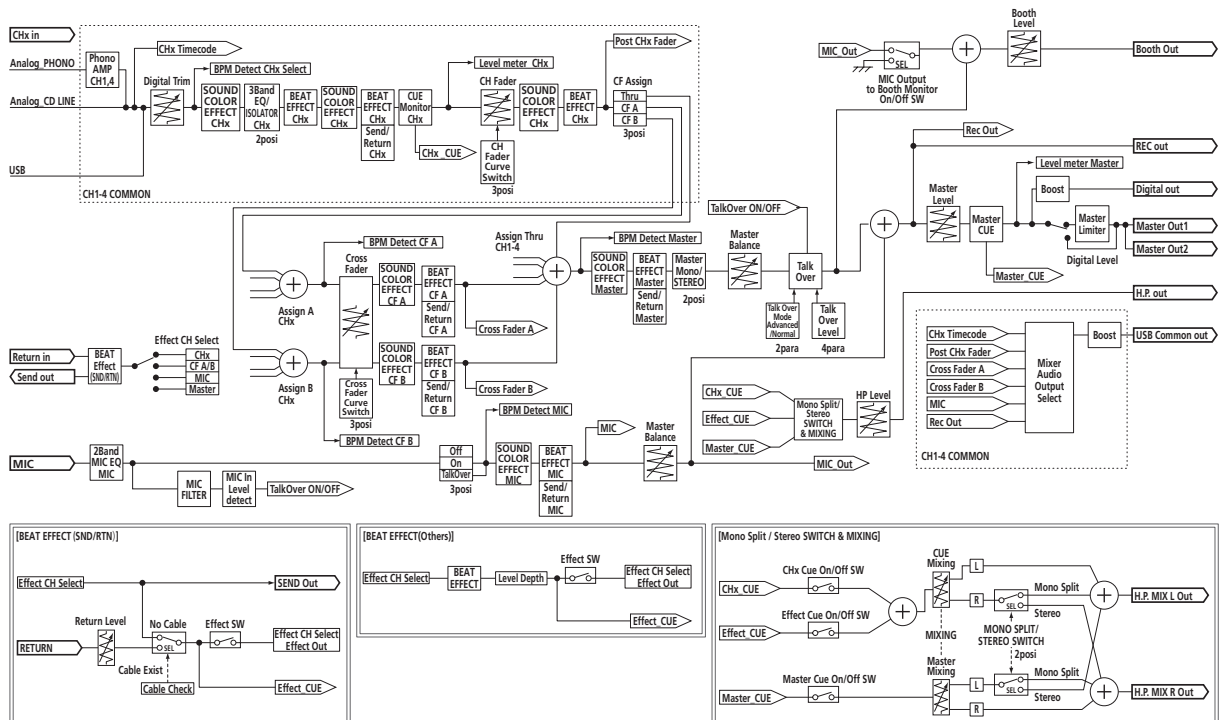 CHx in
Analog_PHONO
Phono
AMP
CH1,4
CHx Timecode
Digital Trim
BPM Detect CHx Select
Analog_CD LINE
SOUND
COLOR
EFFECT
CHx
3Band
EQ/
ISOLATOR
CHx
2posi
BEAT
EFFECT
CHx
SOUND
COLOR
EFFECT
CHx
BEAT
EFFECT
CHx
Send/
Return
CHx
CUE
Monitor
CHx
CHx_CUE
Level meter CHx
CH Fader
CH
Fader
Curve
Switch
3posi
SOUND
COLOR
EFFECT
CHx
BEAT
EFFECT
CHx
Post CHx Fader
CF Assign
Thru
CF A
CF B
3posi
USB
CH1-4 COMMON
MIC_Out
SEL
MIC Output
to Booth Monitor
On/Off SW
Booth
Level
Booth Out
Rec Out
REC out
Level meter Master
Boost
Digital out
Master
Level
Master
CUE
Master
Limiter
Master Out1
Master Out2
Digital Level
Master_CUE
H.P. out
TalkOver ON/OFF
BPM Detect CF A
Cross
Fader
Assign A
CHx
SOUND
COLOR
EFFECT
CF A
BEAT
EFFECT
CF A
Send/
Return
CF A
Assign Thru
CH1-4
Cross Fader A
BPM Detect Master
SOUND
COLOR
EFFECT
Master
BEAT
EFFECT
Master
Send/
Return
Master
Master
Mono/
STEREO
2posi
Master
Balance
Talk
Over
Talk Over
Mode
Advanced
/Normal
2para
Talk
Over
Level
4para
Return in
Send out
BEAT
Effect
(SND/RTN)
Effect CH Select
CHx
CF A/B
MIC
Master
Assign B
CHx
Cross
Fader
Curve
Switch
3posi
SOUND
COLOR
EFFECT
CF B
BEAT
EFFECT
CF B
Send/
Return
CF B
Cross Fader B
BPM Detect CF B
CHx_CUE
Effect_CUE
Master_CUE
Mono Split/
Stereo
SWITCH
& MIXING
HP Level
CHx Timecode
Post CHx Fader
Cross Fader A
Cross Fader B
MIC
Rec Out
Mixer
Audio
Output
Select
Boost
USB Common out
CH1-4 COMMON
MIC
2Band
MIC EQ
MIC
MIC
FILTER
MIC In
Level
detect
TalkOver ON/OFF
Off
On
TalkOver
3posi
BPM Detect MIC
SOUND
COLOR
EFFECT
MIC
BEAT
EFFECT
MIC
Send/
Return
MIC
MIC
Master
Balance
MIC_Out
[BEAT EFFECT (SND/RTN)]
Effect CH Select
SEND Out
Return Level
No Cable
SEL
Effect SW
Effect CH Select
Effect Out
RETURN
Cable Exist
Cable Check
Effect_CUE
[BEAT EFFECT(Others)]
Effect CH Select
BEAT
EFFECT
Level Depth
Effect SW
Effect CH Select
Effect Out
Effect_CUE
[Mono Split / Stereo SWITCH & MIXING]
CHx_CUE
CHx Cue On/Off SW
Effect Cue On/Off SW
Effect_CUE
CUE
Mixing
L
R
Mono Split
SEL
Stereo
H.P. MIX L Out
MIXING
MONO SPLIT/
STEREO SWITCH
2posi
Master Cue On/Off SW
Master_CUE
Master
Mixing
L
R
Mono Split
SEL
Stereo
H.P. MIX R Out